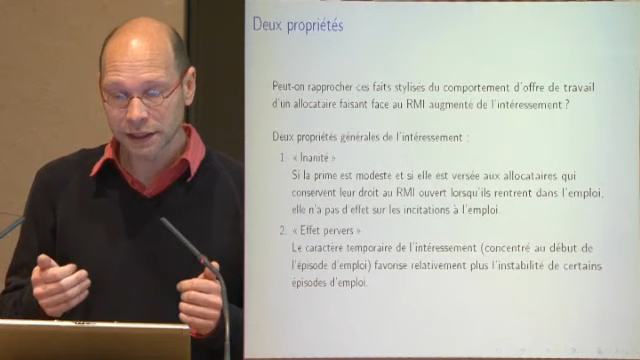 Deux propriétés
Peut-on rapprocher ces faits stylisés du comportement d'offre de travail
d'un allocataire faisant face au RMI augmenté de l'intéressement ?
Deux propriétés générales de l'intéressement :
1. « Inanité »
Si la prime est modeste et si elle est versée aux allocataires qui
conservent leur droit au RMI ouvert lorsqu'ils rentrent dans l'emploi,
elle n'a pas d'effet sur les incitations à l'emploi.
2. « Effet pervers »
Le caractère temporaire de l'intéressement (concentré au début de
l'épisode d'emploi) favorise relativement plus l'instabilité de certains
épisodes d'emploi.